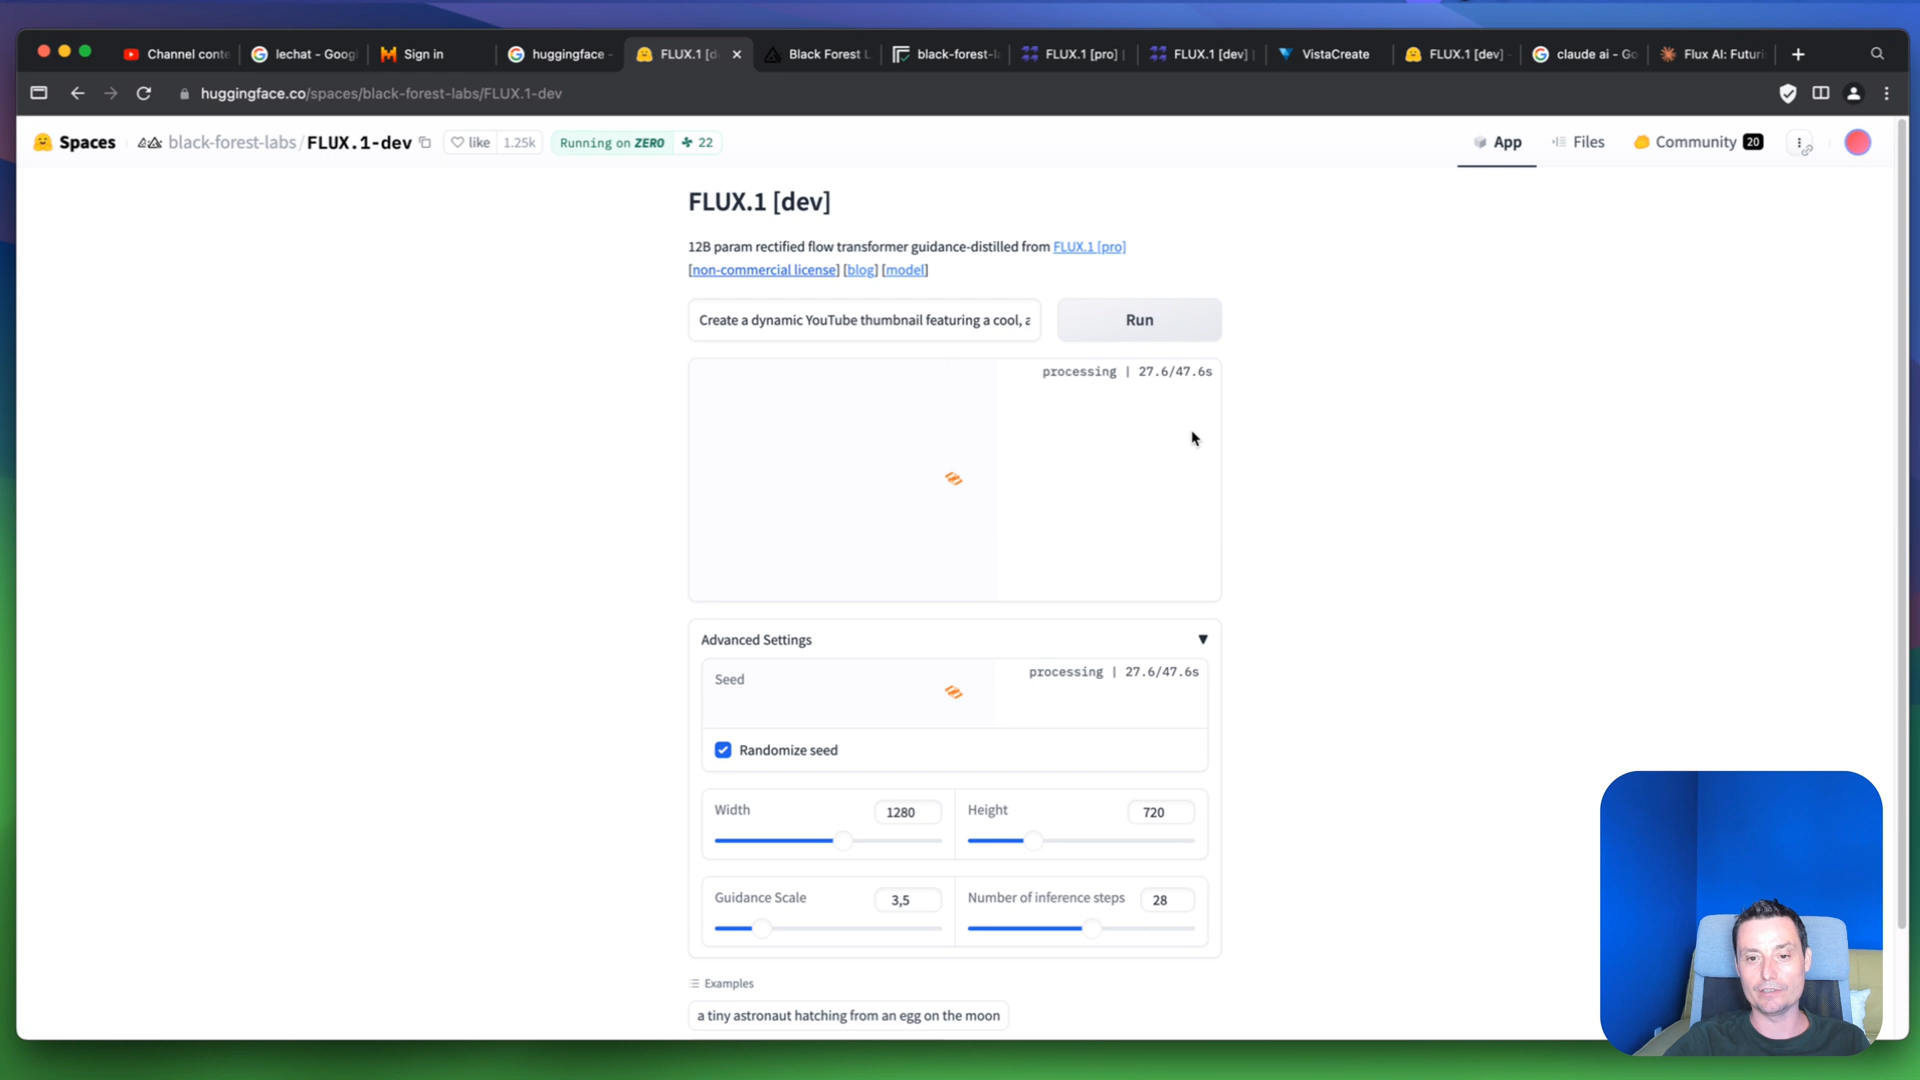 Channel conte
lechat - Goog
Sign in
huggingface -
FLUX.1 [d
Black Forest L
black-forest-l
FLUX.1 [pro] |
FLUX.1 [dev] |
VistaCreate
FLUX.1 [dev] -
claude ai - Go
Flux AI: Futuri
huggingface.co/spaces/black-forest-labs/FLUX.1-dev
Spaces
black-forest-labs/FLUX.1-dev
like 1.25k
Running on ZERO
22
App
Files
Community 20
FLUX.1 [dev]
12B param rectified flow transformer guidance-distilled from FLUX.1 [pro]
[non-commercial license] [blog] [model]
Create a dynamic YouTube thumbnail featuring a cool, a
Run
processing | 27.6/47.6s
Advanced Settings
Seed
processing | 27.6/47.6s
Randomize seed
Width 1280
Height 720
Guidance Scale 3,5
Number of inference steps 28
Examples
a tiny astronaut hatching from an egg on the moon